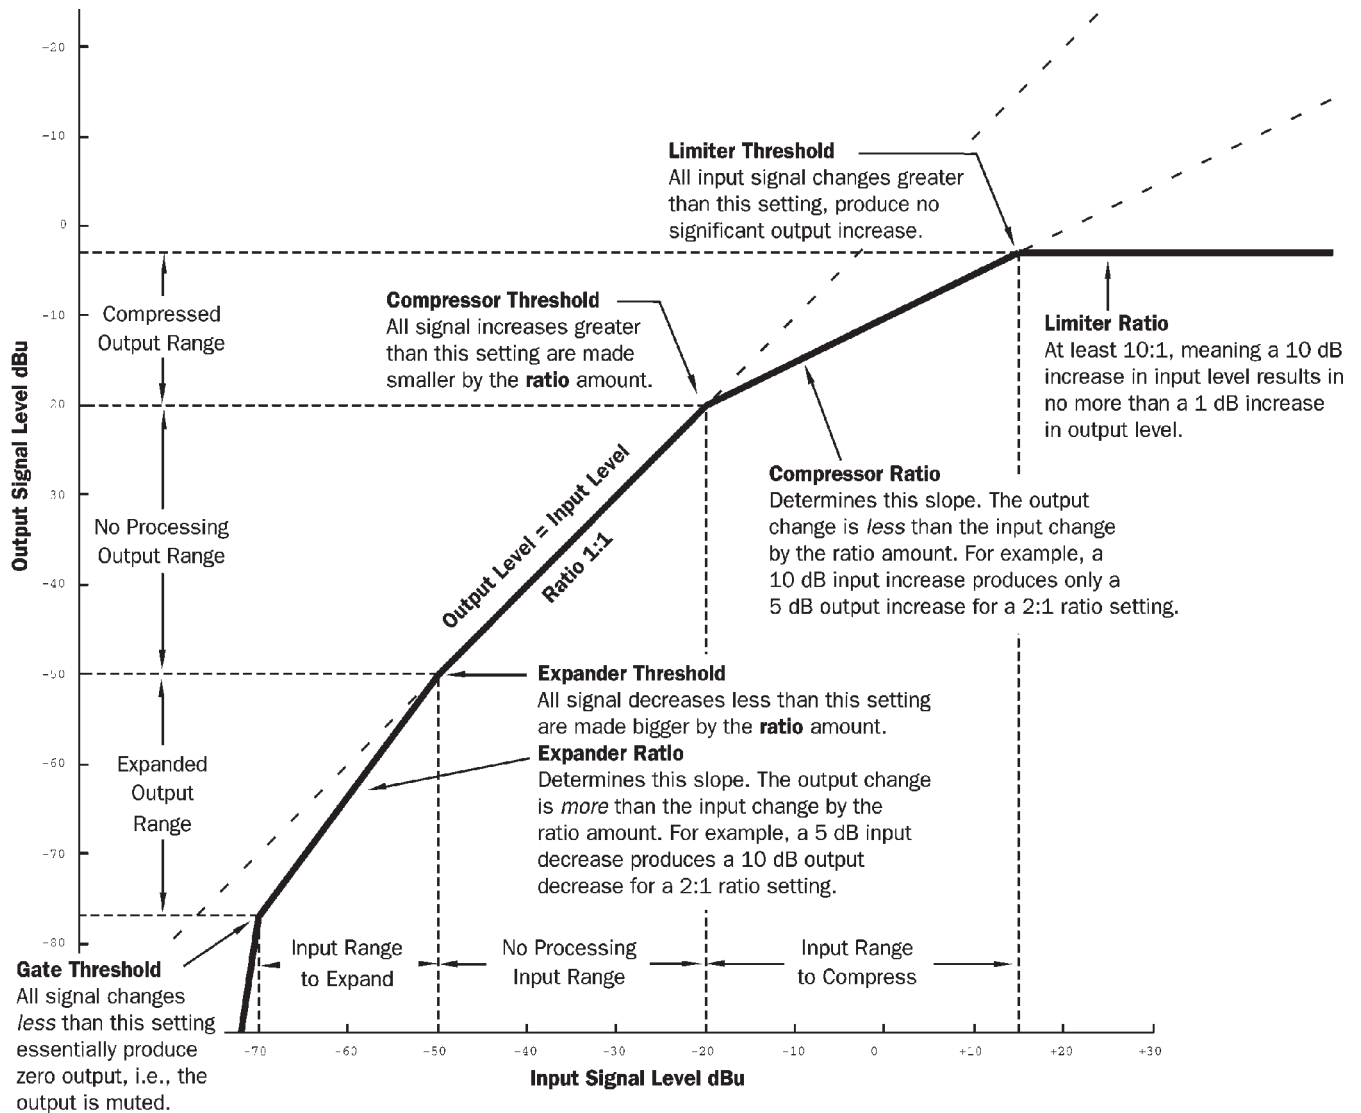 -20
-10
0
-10
20
30
-40
-50
-60
-70
-80
Output Signal Level dBu
Compressed
Output Range
No Processing
Output Range
Expanded
Output
Range
Limiter Threshold
All input signal changes greater
than this setting, produce no
significant output increase.
Compressor Threshold
All signal increases greater
than this setting are made
smaller by the ratio amount.
Limiter Ratio
At least 10:1, meaning a 10 dB
increase in input level results in
no more than a 1 dB increase
in output level.
Compressor Ratio
Determines this slope. The output
change is less than the input change
by the ratio amount. For example, a
10 dB input increase produces only a
5 dB output increase for a 2:1 ratio setting.
Output Level = Input Level
Ratio 1:1
Expander Threshold
All signal decreases less than this setting
are made bigger by the ratio amount.
Expander Ratio
Determines this slope. The output change
is more than the input change by the
ratio amount. For example, a 5 dB input
decrease produces a 10 dB output
decrease for a 2:1 ratio setting.
Input Range
to Expand
No Processing
Input Range
Input Range
to Compress
Gate Threshold
All signal changes
less than this setting
essentially produce
zero output, i.e., the
output is muted.
-70 -60 -50 -40 -30 -20 -10 0 +10 +20 +30
Input Signal Level dBu